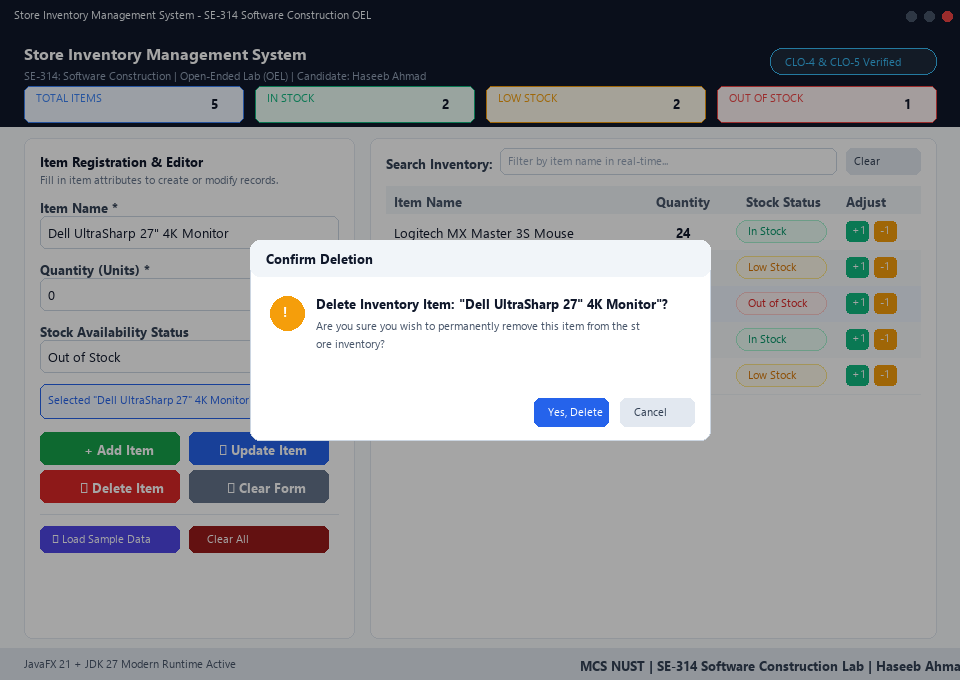 Store Inventory Management System - SE-314 Software Construction OEL
Store Inventory Management System
SE-314: Software Construction | Open-Ended Lab (OEL) | Candidate: Haseeb Ahmad
CLO-4 & CLO-5 Verified
TOTAL ITEMS 5
IN STOCK 2
LOW STOCK 2
OUT OF STOCK 1
Item Registration & Editor
Fill in item attributes to create or modify records.
Item Name *
Dell UltraSharp 27" 4K Monitor
Quantity (Units) *
0
Stock Availability Status
Out of Stock
Selected "Dell UltraSharp 27" 4K Monitor
+ Add Item
Update Item
Delete Item
Clear Form
Load Sample Data
Clear All
Search Inventory: Filter by item name in real-time... Clear
Item Name Quantity Stock Status Adjust
Logitech MX Master 3S Mouse 24 In Stock +1 -1
Low Stock +1 -1
Out of Stock +1 -1
In Stock +1 -1
Low Stock +1 -1
Confirm Deletion
!
Delete Inventory Item: "Dell UltraSharp 27" 4K Monitor"?
Are you sure you wish to permanently remove this item from the st
ore inventory?
Yes, Delete
Cancel
JavaFX 21 + JDK 27 Modern Runtime Active
MCS NUST | SE-314 Software Construction Lab | Haseeb Ahma